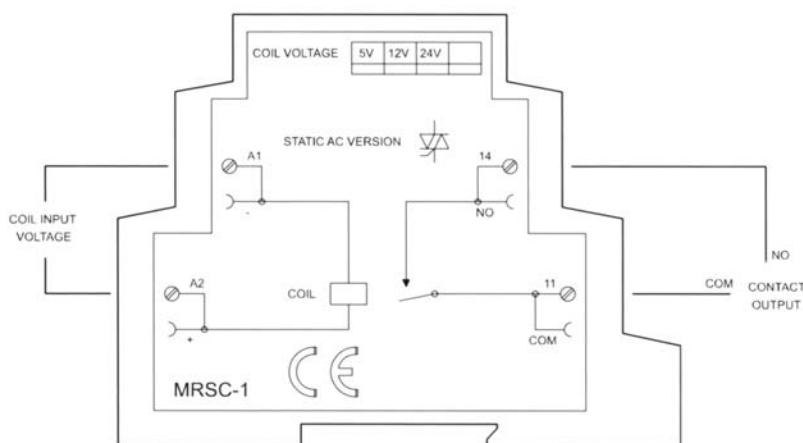 COIL VOLTAGE 5V 12V 24V
STATIC AC VERSION
A1
14
-
NO
COIL INPUT
VOLTAGE
A2
COIL
11
+
COM
NO
COM CONTACT
OUTPUT
MRSC-1
CE